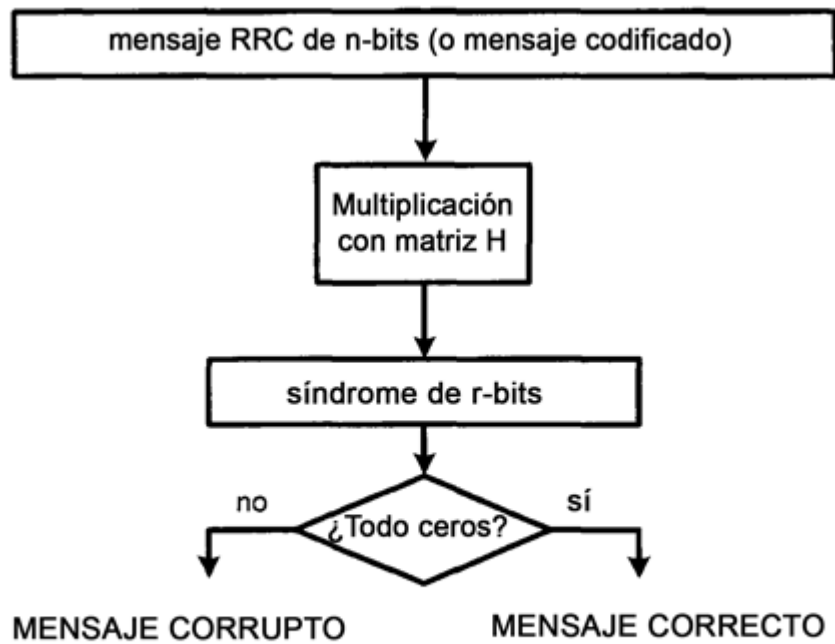 mensaje RRC de n-bits (o mensaje codificado)
Multiplicación
con matriz H
síndrome de r-bits
no
sí
¿Todo ceros?
MENSAJE CORRUPTO
MENSAJE CORRECTO